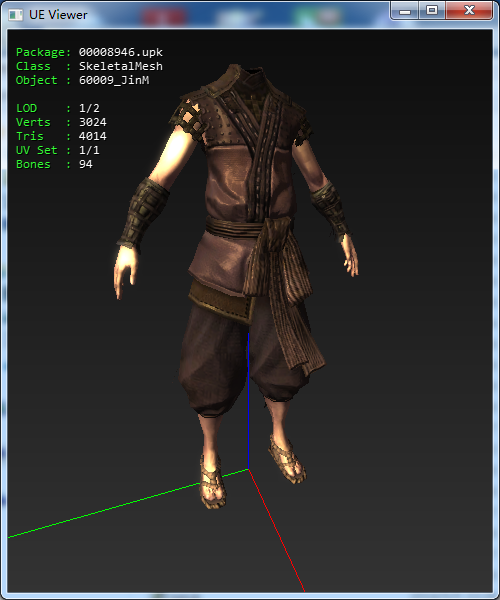 UE Viewer
Package: 00008946.upk
Class : SkeletalMesh
Object : 60009_JinM
LOD : 1/2
Verts : 3024
Tris : 4014
UV Set : 1/1
Bones : 94